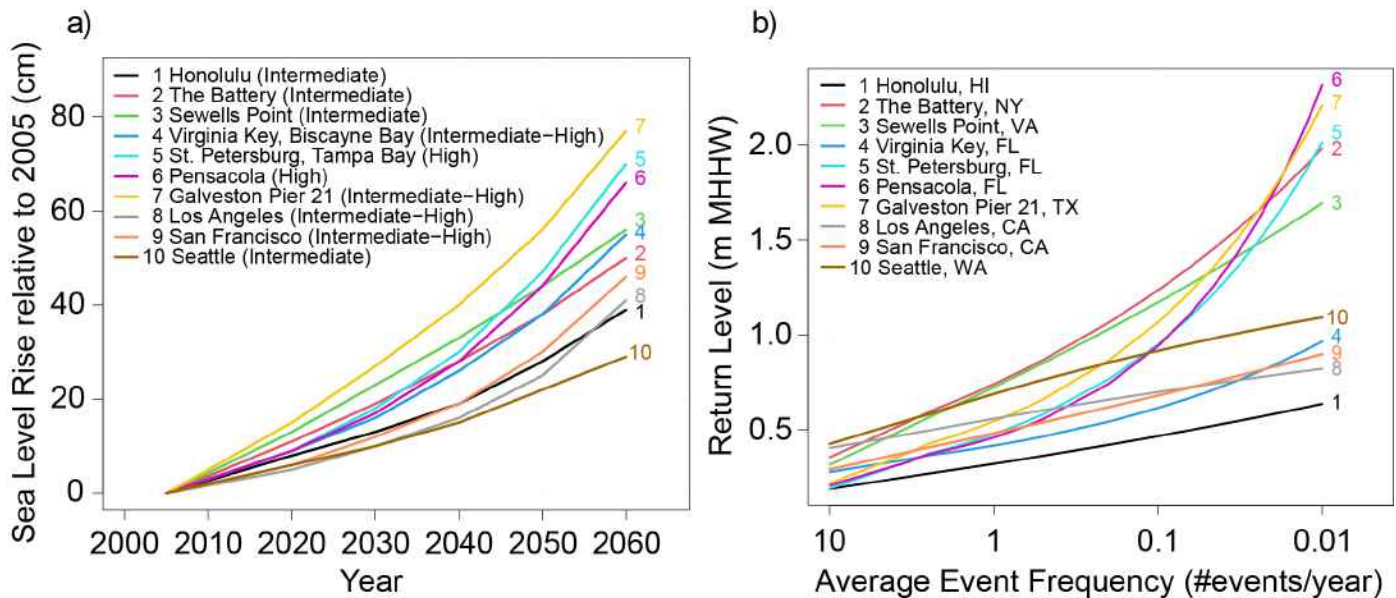 a)
Sea Level Rise relative to 2005 (cm)
80
60
40
20
0
1 Honolulu (Intermediate)
2 The Battery (Intermediate)
3 Sewells Point (Intermediate)
4 Virginia Key, Biscayne Bay (Intermediate−High)
5 St. Petersburg, Tampa Bay (High)
6 Pensacola (High)
7 Galveston Pier 21 (Intermediate−High)
8 Los Angeles (Intermediate−High)
9 San Francisco (Intermediate−High)
10 Seattle (Intermediate)
7
5
6
3
4
2
9
8
1
10
2000 2010 2020 2030 2040 2050 2060
Year
b)
Return Level (m MHHW)
2.0
1.5
1.0
0.5
1 Honolulu, HI
2 The Battery, NY
3 Sewells Point, VA
4 Virginia Key, FL
5 St. Petersburg, FL
6 Pensacola, FL
7 Galveston Pier 21, TX
8 Los Angeles, CA
9 San Francisco, CA
10 Seattle, WA
6
7
5
2
3
10
4
9
8
1
10 1 0.1 0.01
Average Event Frequency (#events/year)